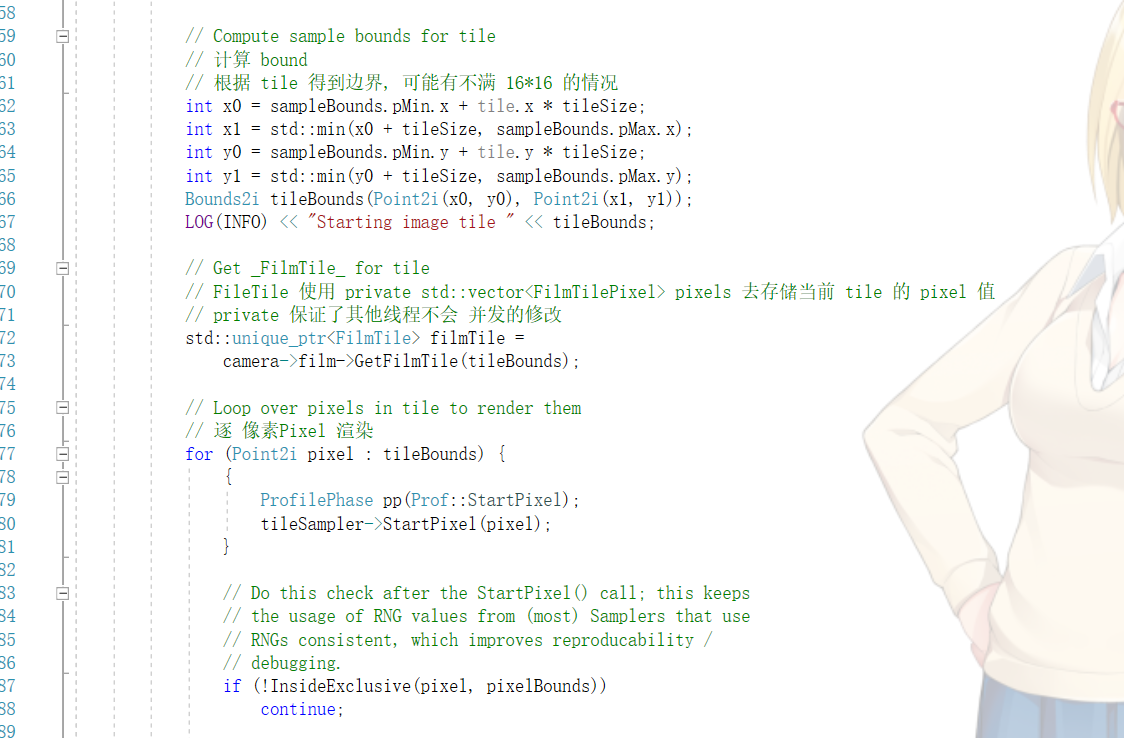 58
59 // Compute sample bounds for tile
60 // 计算 bound
61 // 根据 tile 得到边界, 可能有不满 16*16 的情况
62 int x0 = sampleBounds.pMin.x + tile.x * tileSize;
63 int x1 = std::min(x0 + tileSize, sampleBounds.pMax.x);
64 int y0 = sampleBounds.pMin.y + tile.y * tileSize;
65 int y1 = std::min(y0 + tileSize, sampleBounds.pMax.y);
66 Bounds2i tileBounds(Point2i(x0, y0), Point2i(x1, y1));
67 LOG(INFO) << "Starting image tile " << tileBounds;
68
69 // Get _FilmTile_ for tile
70 // FileTile 使用 private std::vector<FilmTilePixel> pixels 去存储当前 tile 的 pixel 值
71 // private 保证了其他线程不会 并发的修改
72 std::unique_ptr<FilmTile> filmTile =
73 camera->film->GetFilmTile(tileBounds);
74
75 // Loop over pixels in tile to render them
76 // 逐 像素Pixel 渲染
77 for (Point2i pixel : tileBounds) {
78 {
79 ProfilePhase pp(Prof::StartPixel);
80 tileSampler->StartPixel(pixel);
81 }
82
83 // Do this check after the StartPixel() call; this keeps
84 // the usage of RNG values from (most) Samplers that use
85 // RNGs consistent, which improves reproducability /
86 // debugging.
87 if (!InsideExclusive(pixel, pixelBounds))
88 continue;
89